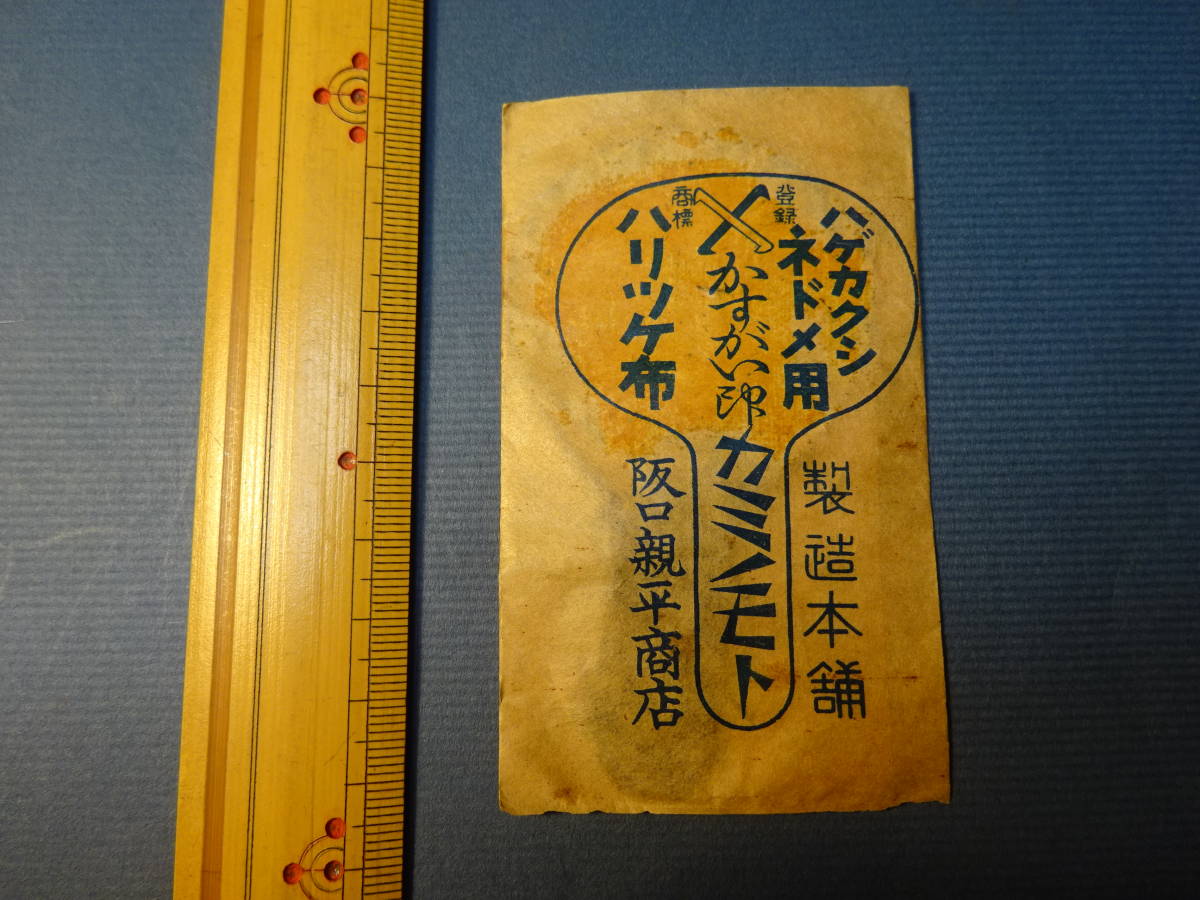 ハゲカクシ
ネドメ用
登録
商標
かすがい印
カミノモト
ハリツケ布
製造本舗
阪口親平商店